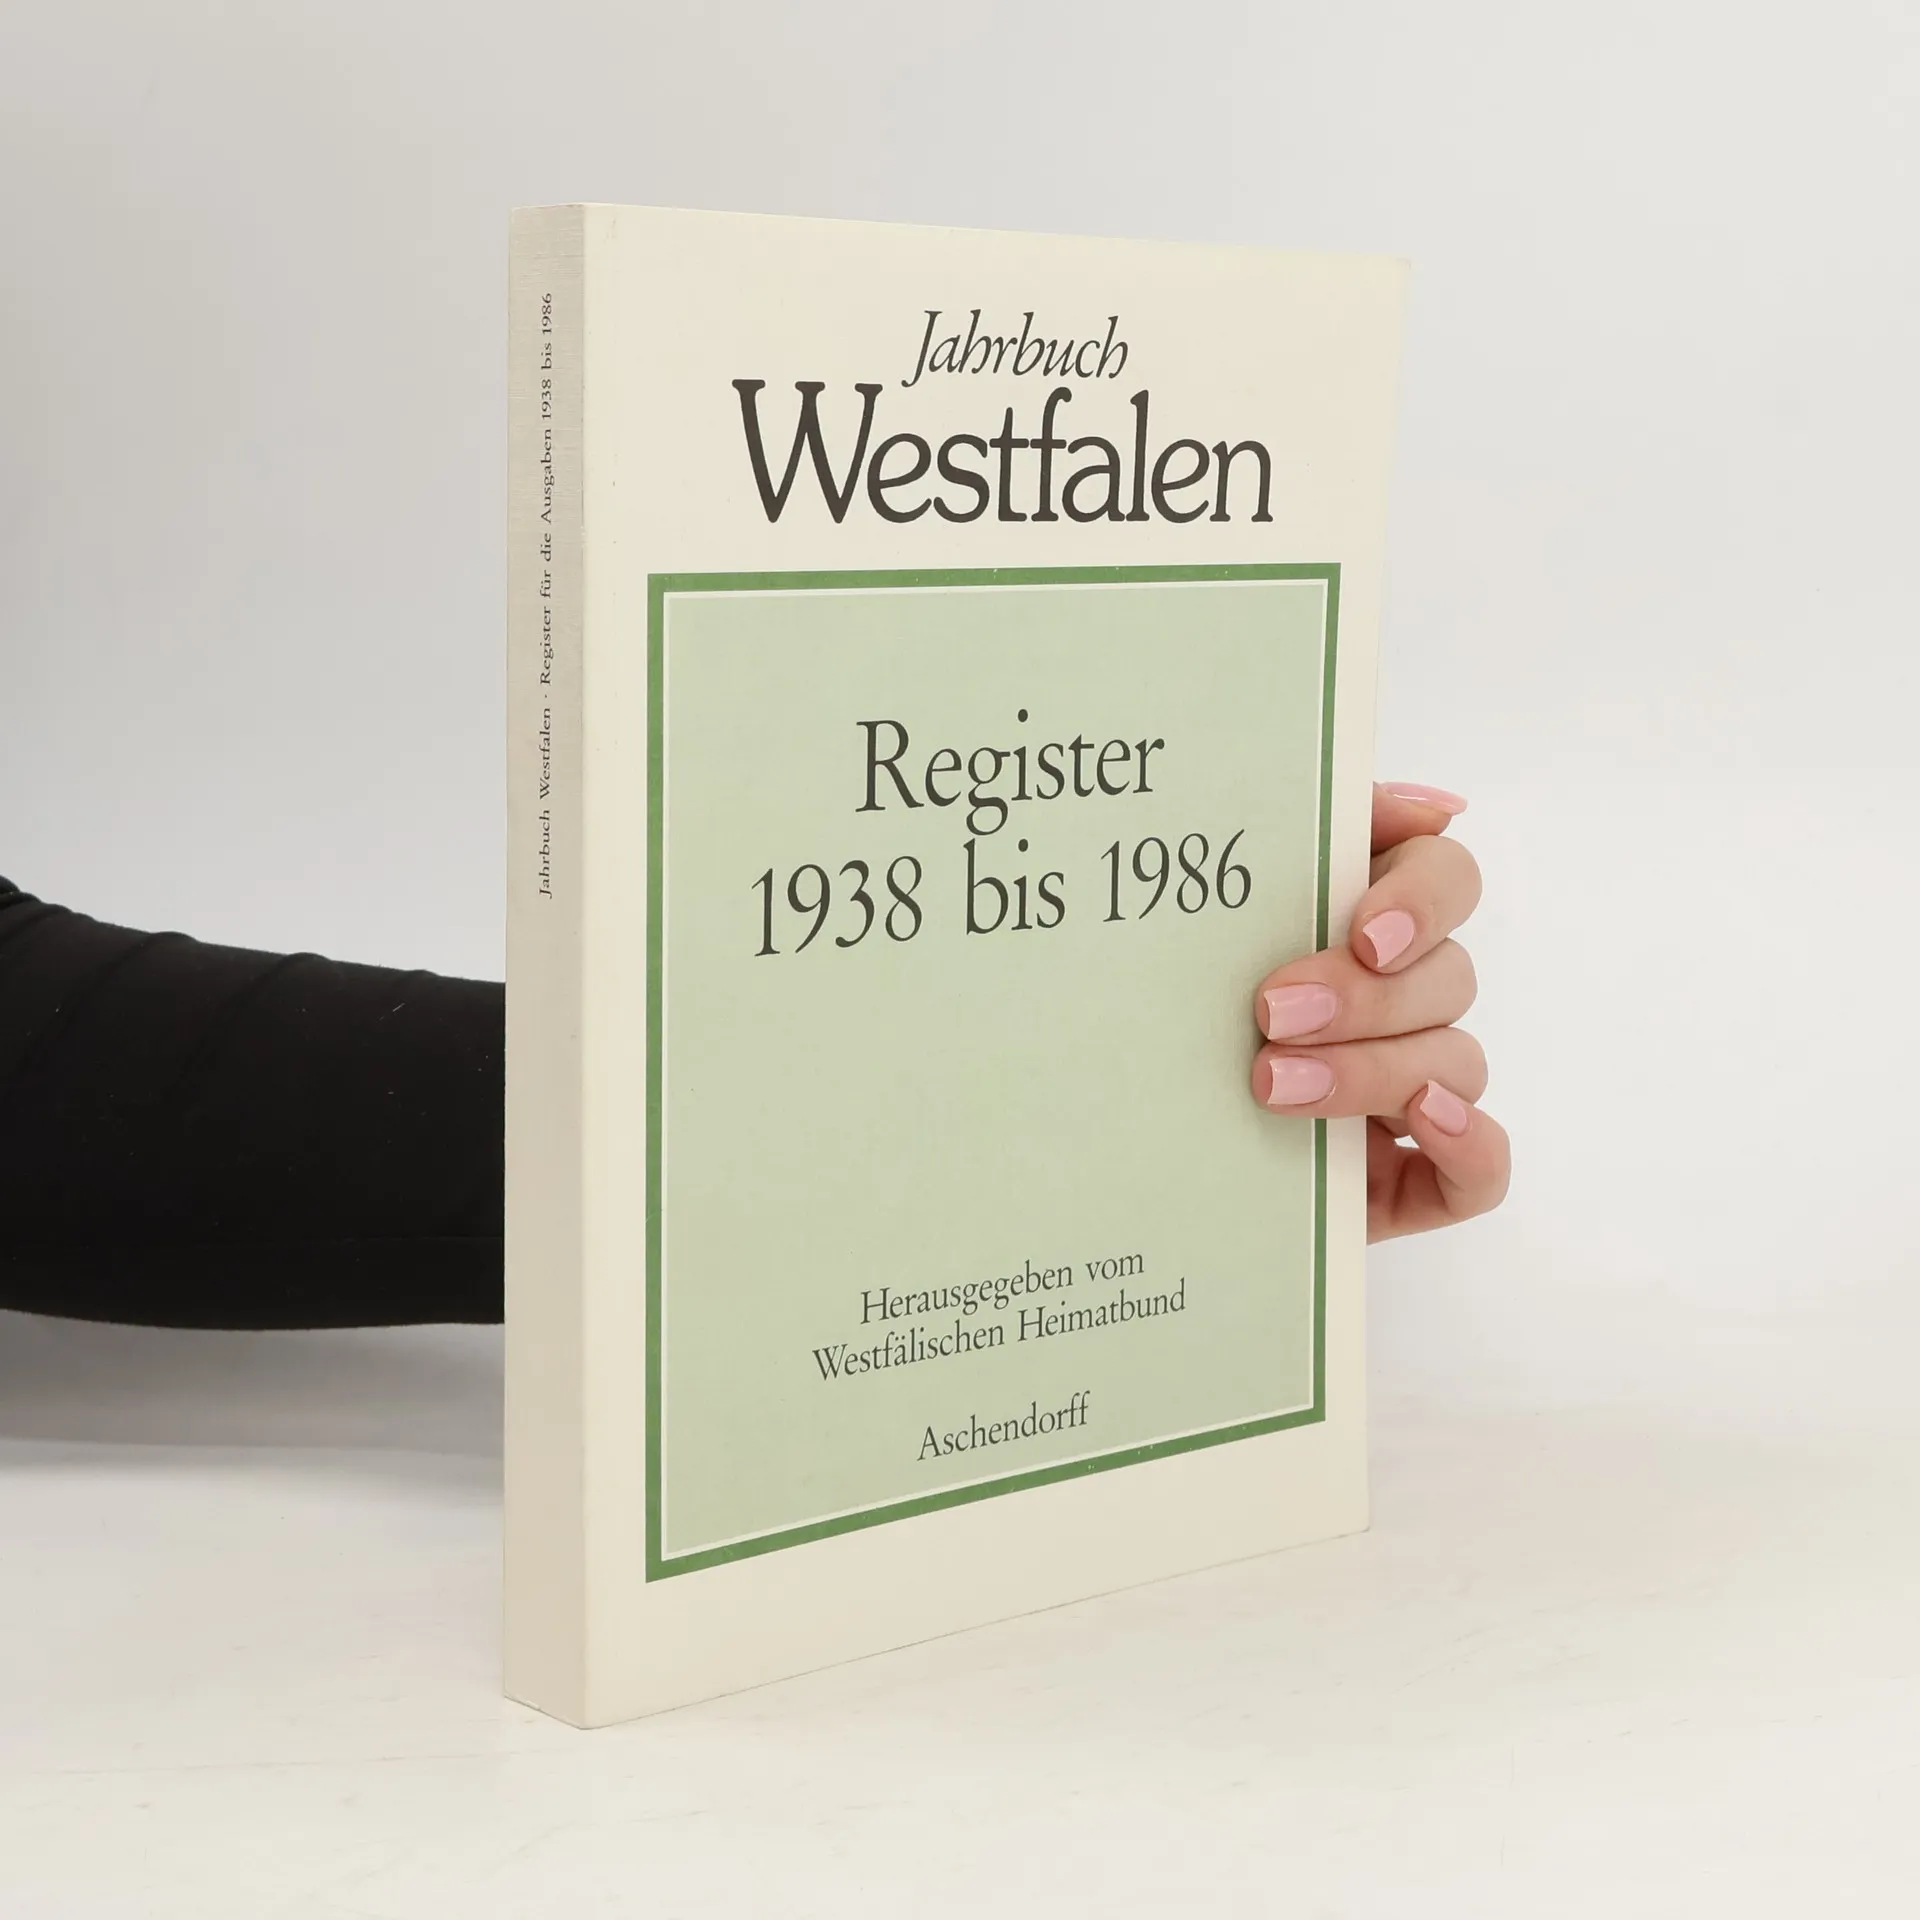 Jahrbuch Westfalen · Register für die Ausgaben 1938 bis 1986
Jahrbuch
Westfalen
Register
1938 bis 1986
Herausgegeben vom
Westfälischen Heimatbund
Aschendorff